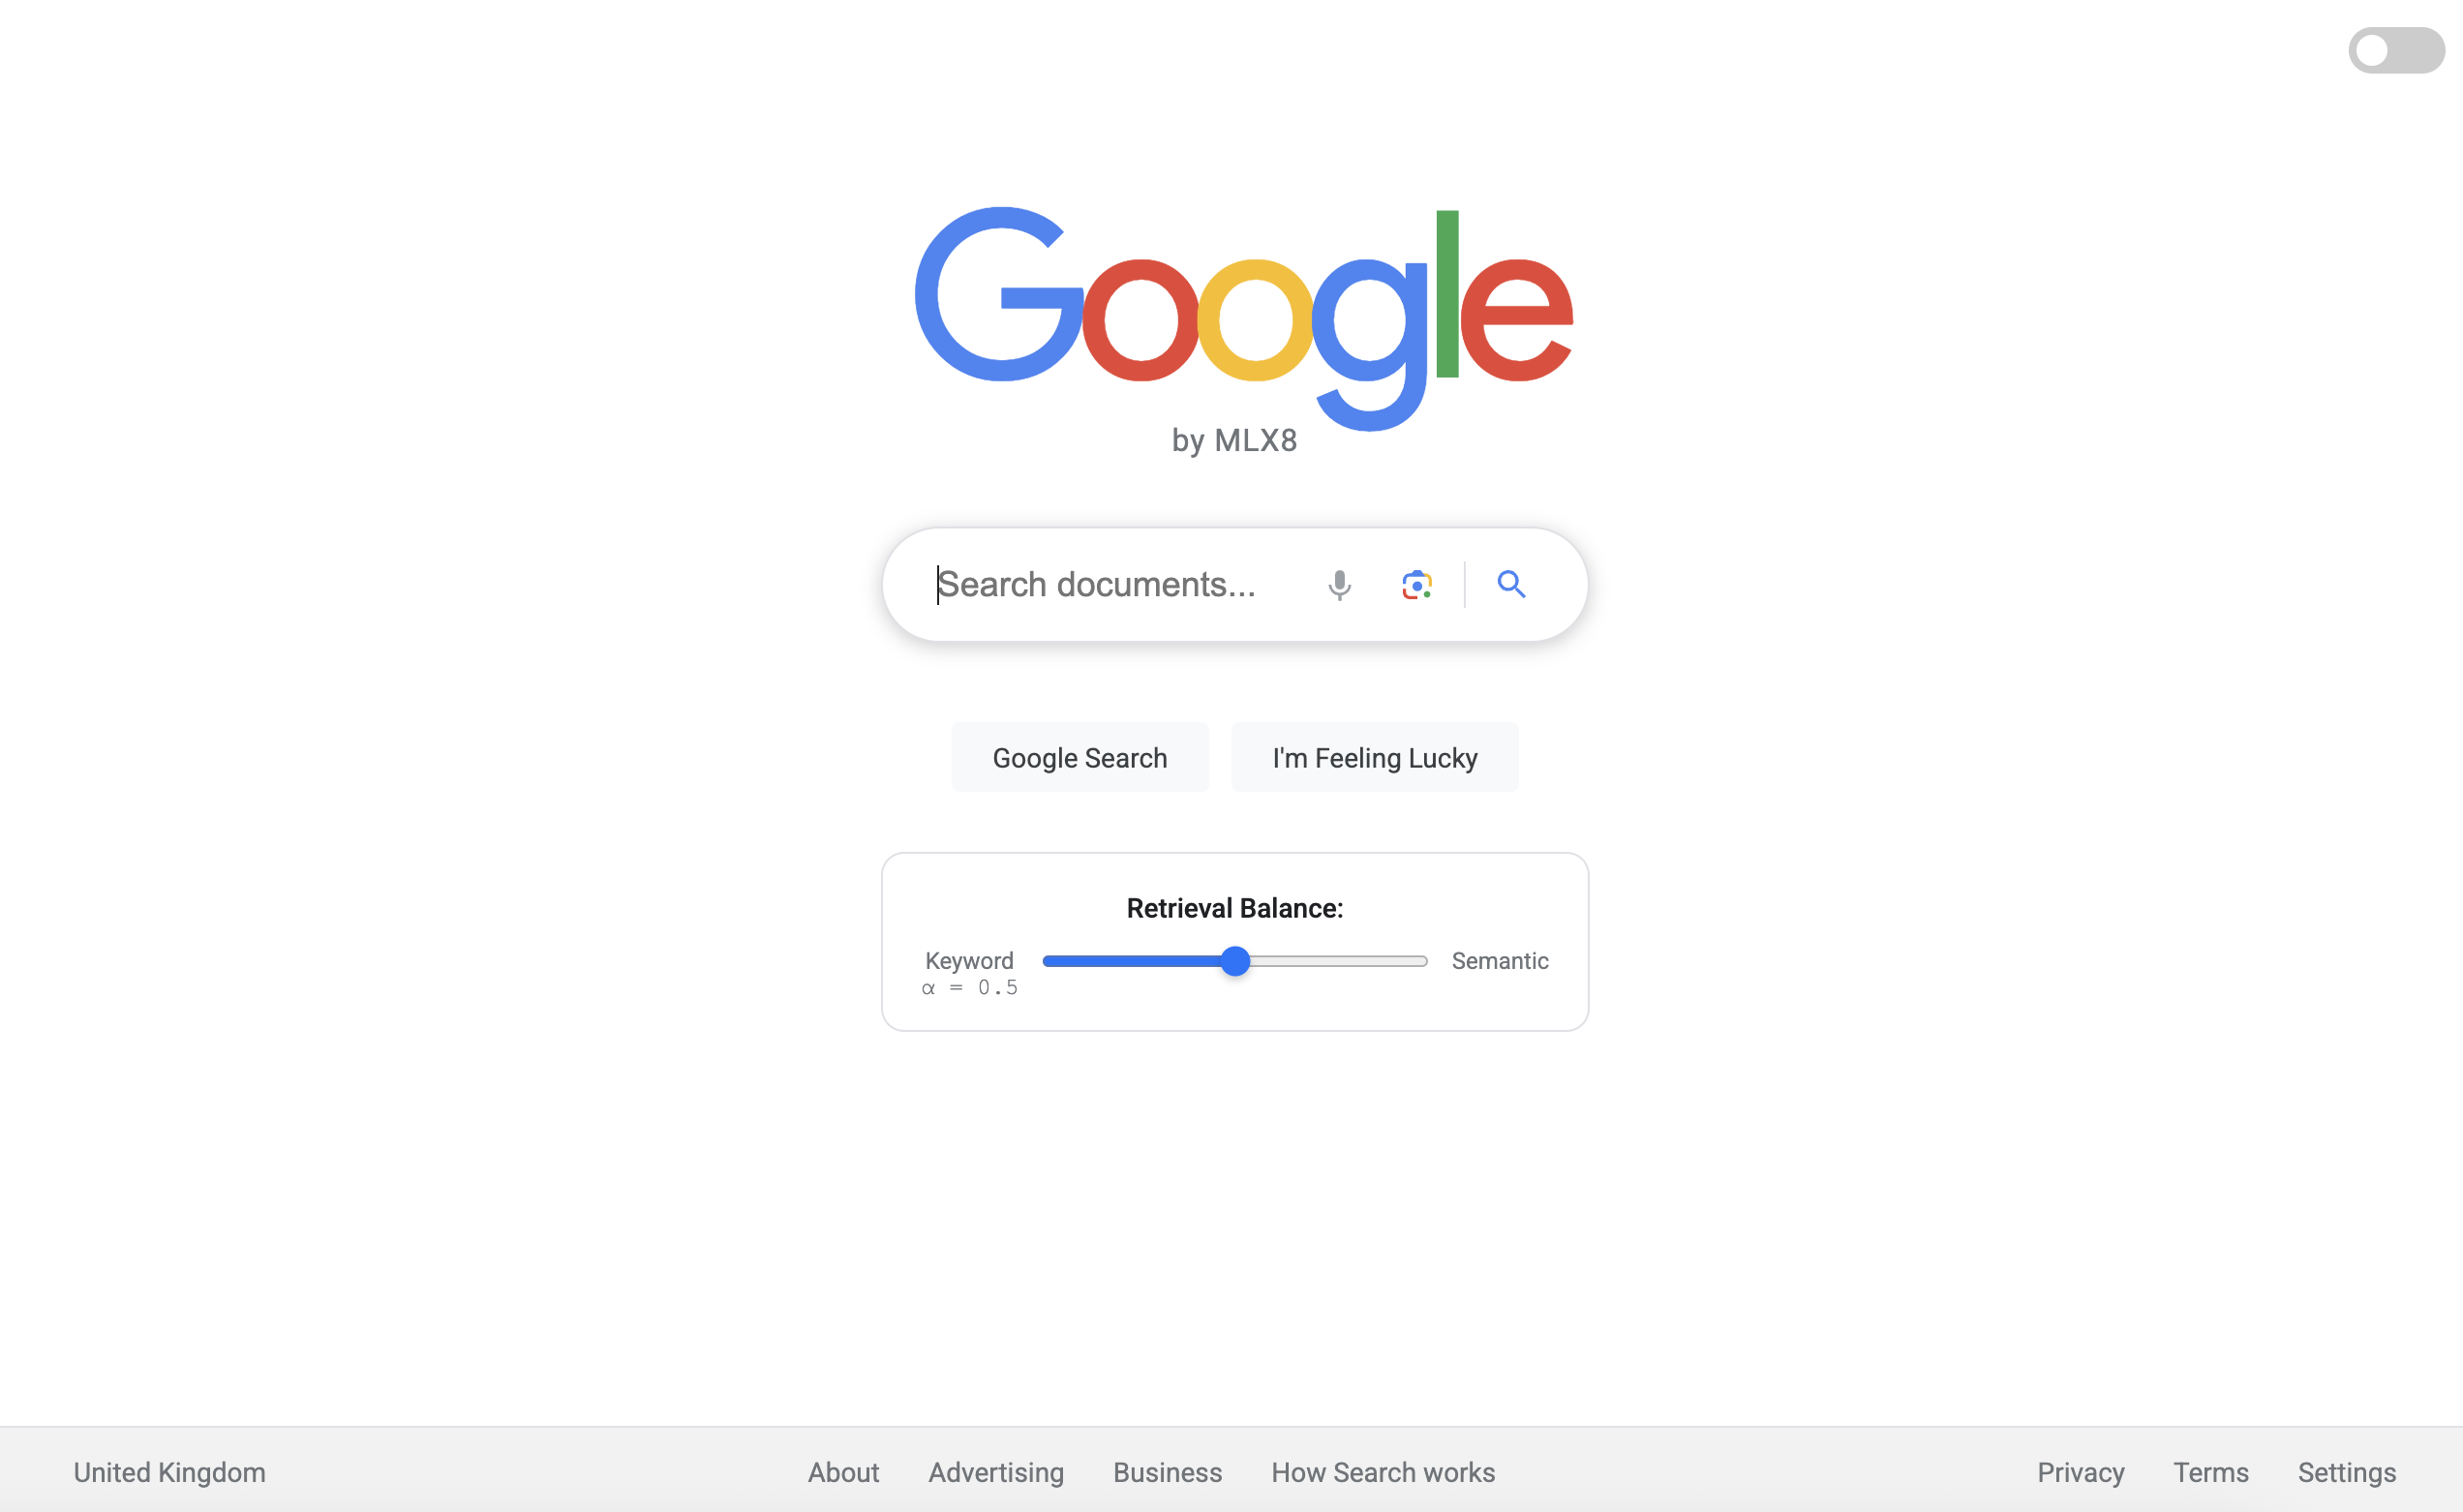 Google
by MLX8
Search documents...
Google Search
I'm Feeling Lucky
Retrieval Balance:
Keyword
Semantic
α = 0.5
United Kingdom
About
Advertising
Business
How Search works
Privacy
Terms
Settings